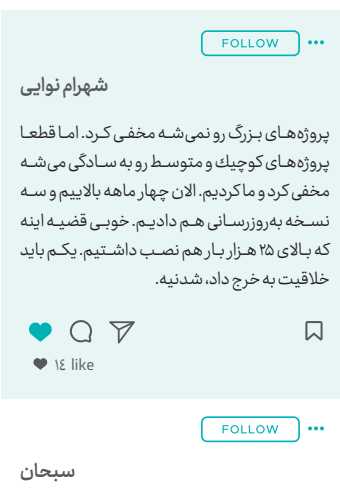 FOLLOW
شهرام نوایی
پروژه‌های بزرگ رو نمی‌شه مخفی کرد. اما قطعا
پروژه‌های کوچیك و متوسط رو به سادگی می‌شه
مخفی کرد و ما کردیم. الان چهار ماهه بالاییم و سه
نسخه به‌روزرسانی هم دادیم. خوبی قضیه اینه
که بالای ۲۵ هزار بار هم نصب داشتیم. یکم باید
خلاقیت به خرج داد، شدنیه.
١٤ like
FOLLOW
سبحان